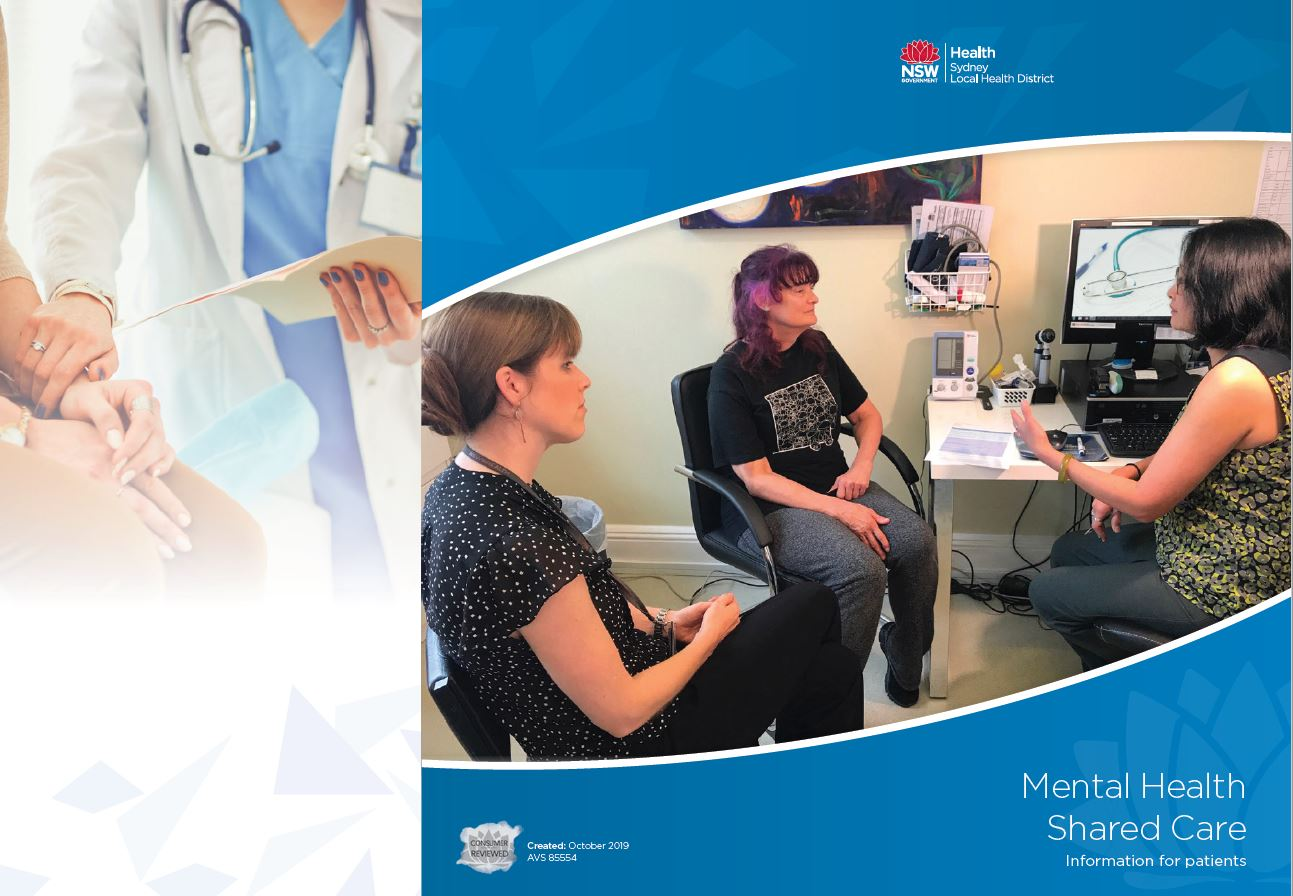 Health
Sydney
Local Health District
NSW
GOVERNMENT
Mental Health
Shared Care
Information for patients
CONSUMER
REVIEWED
Created: October 2019
AVS 85554